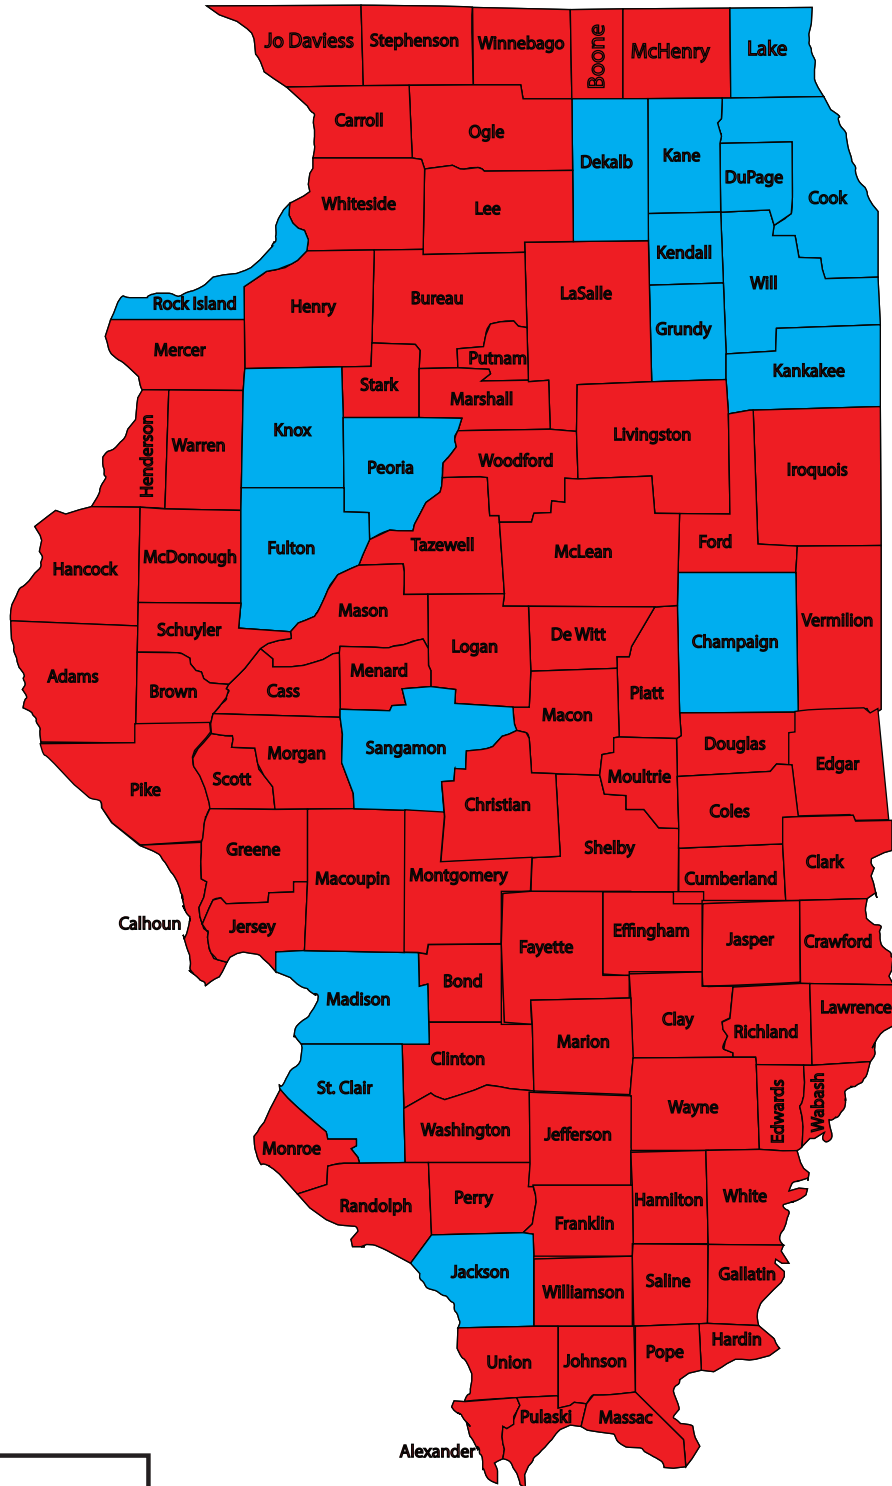 Jo Daviess
Stephenson
Winnebago
Boone
McHenry
Lake
Carroll
Ogle
Dekalb
Kane
DuPage
Cook
Whiteside
Lee
Kendall
Will
Rock Island
Henry
Bureau
LaSalle
Grundy
Mercer
Putnam
Kankakee
Stark
Marshall
Henderson
Warren
Knox
Peoria
Woodford
Livingston
Iroquois
Hancock
McDonough
Fulton
Tazewell
McLean
Ford
Mason
Schuyler
Logan
De Witt
Champaign
Vermilion
Adams
Brown
Cass
Menard
Macon
Piatt
Sangamon
Douglas
Edgar
Pike
Scott
Morgan
Christian
Moultrie
Coles
Greene
Macoupin
Montgomery
Shelby
Cumberland
Clark
Calhoun
Jersey
Fayette
Effingham
Jasper
Crawford
Madison
Bond
Clay
Richland
Lawrence
Clinton
Marion
St. Clair
Washington
Jefferson
Wayne
Edwards
Wabash
Monroe
Randolph
Perry
Franklin
Hamilton
White
Jackson
Williamson
Saline
Gallatin
Union
Johnson
Pope
Hardin
Pulaski
Massac
Alexander